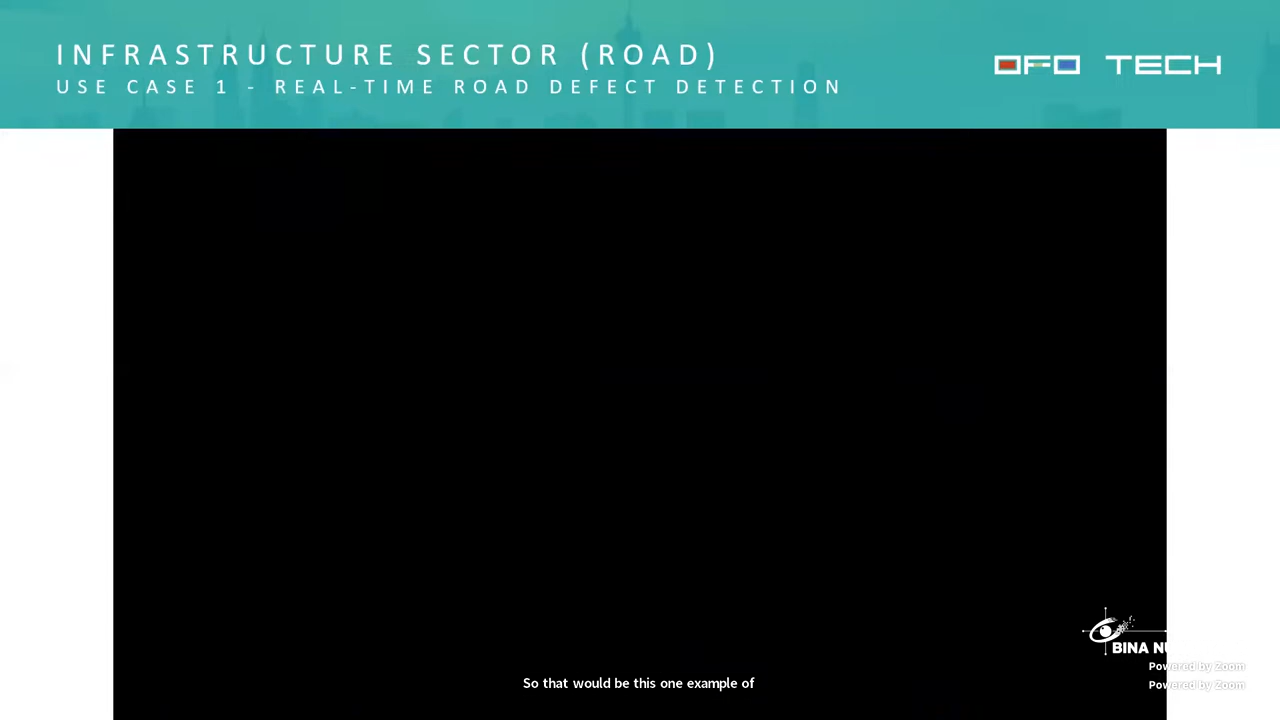 INFRASTRUCTURE SECTOR (ROAD)
USE CASE 1 - REAL-TIME ROAD DEFECT DETECTION
OFO TECH
BINA
Powered by Zoom
Powered by Zoom
So that would be this one example of